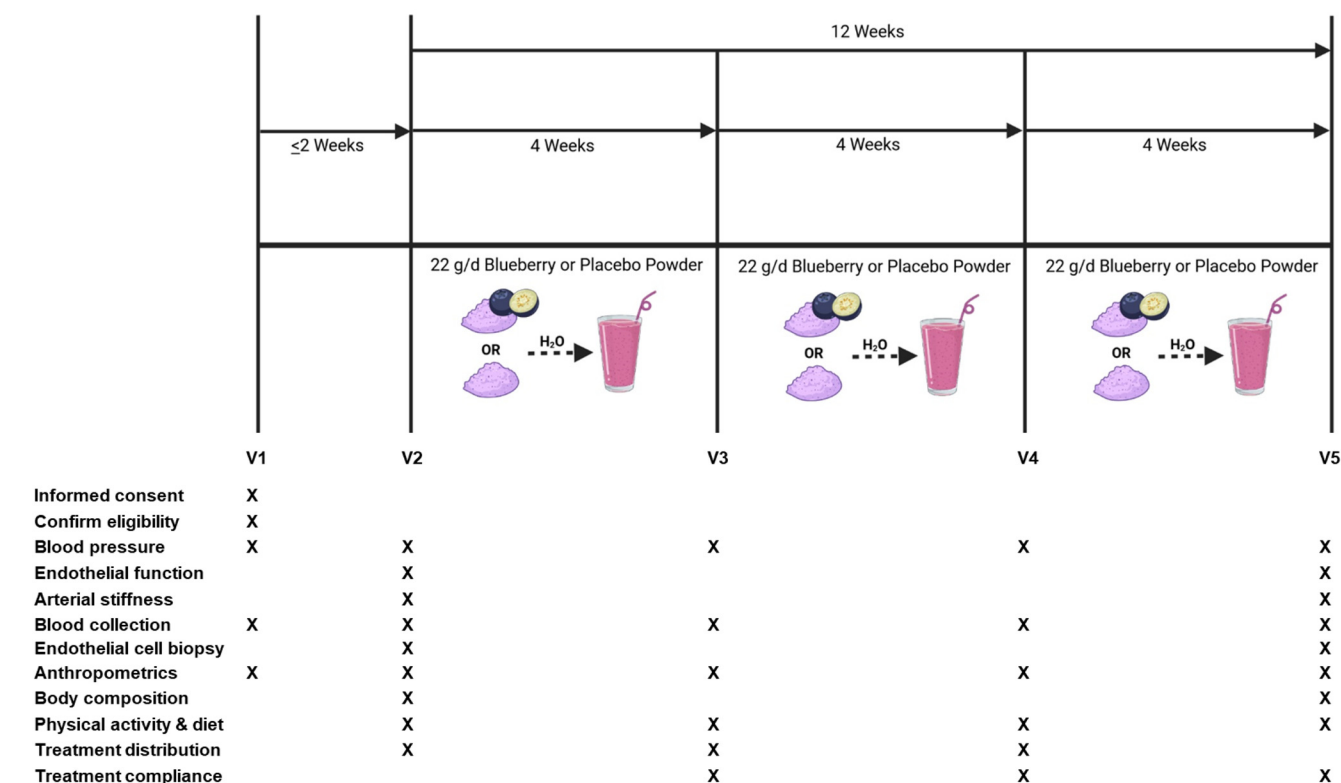 12 Weeks
≤2 Weeks
4 Weeks
4 Weeks
4 Weeks
22 g/d Blueberry or Placebo Powder
22 g/d Blueberry or Placebo Powder
22 g/d Blueberry or Placebo Powder
OR
H₂O
OR
H₂O
OR
H₂O
V1 V2 V3 V4 V5
Informed consent X
Confirm eligibility X
Blood pressure X X X X X
Endothelial function X X
Arterial stiffness X X
Blood collection X X X X X
Endothelial cell biopsy X X
Anthropometrics X X X X X
Body composition X X
Physical activity & diet X X X X
Treatment distribution X X X
Treatment compliance X X X